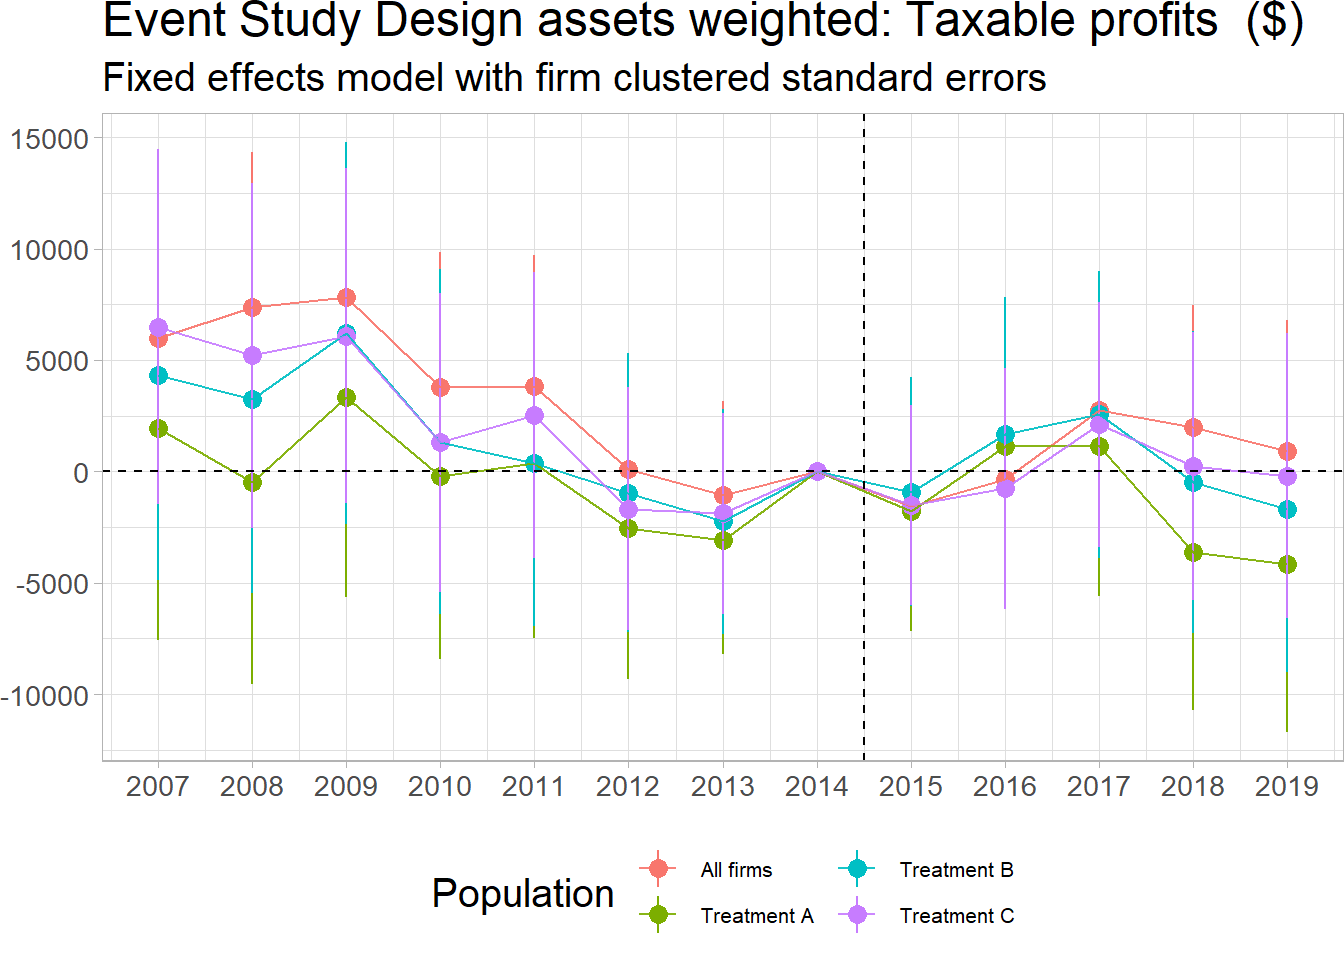 Event Study Design assets weighted: Taxable profits  ($)
Fixed effects model with firm clustered standard errors
15000
10000
5000
0
-5000
-10000
2007 2008 2009 2010 2011 2012 2013 2014 2015 2016 2017 2018 2019
Population
All firms
Treatment A
Treatment B
Treatment C